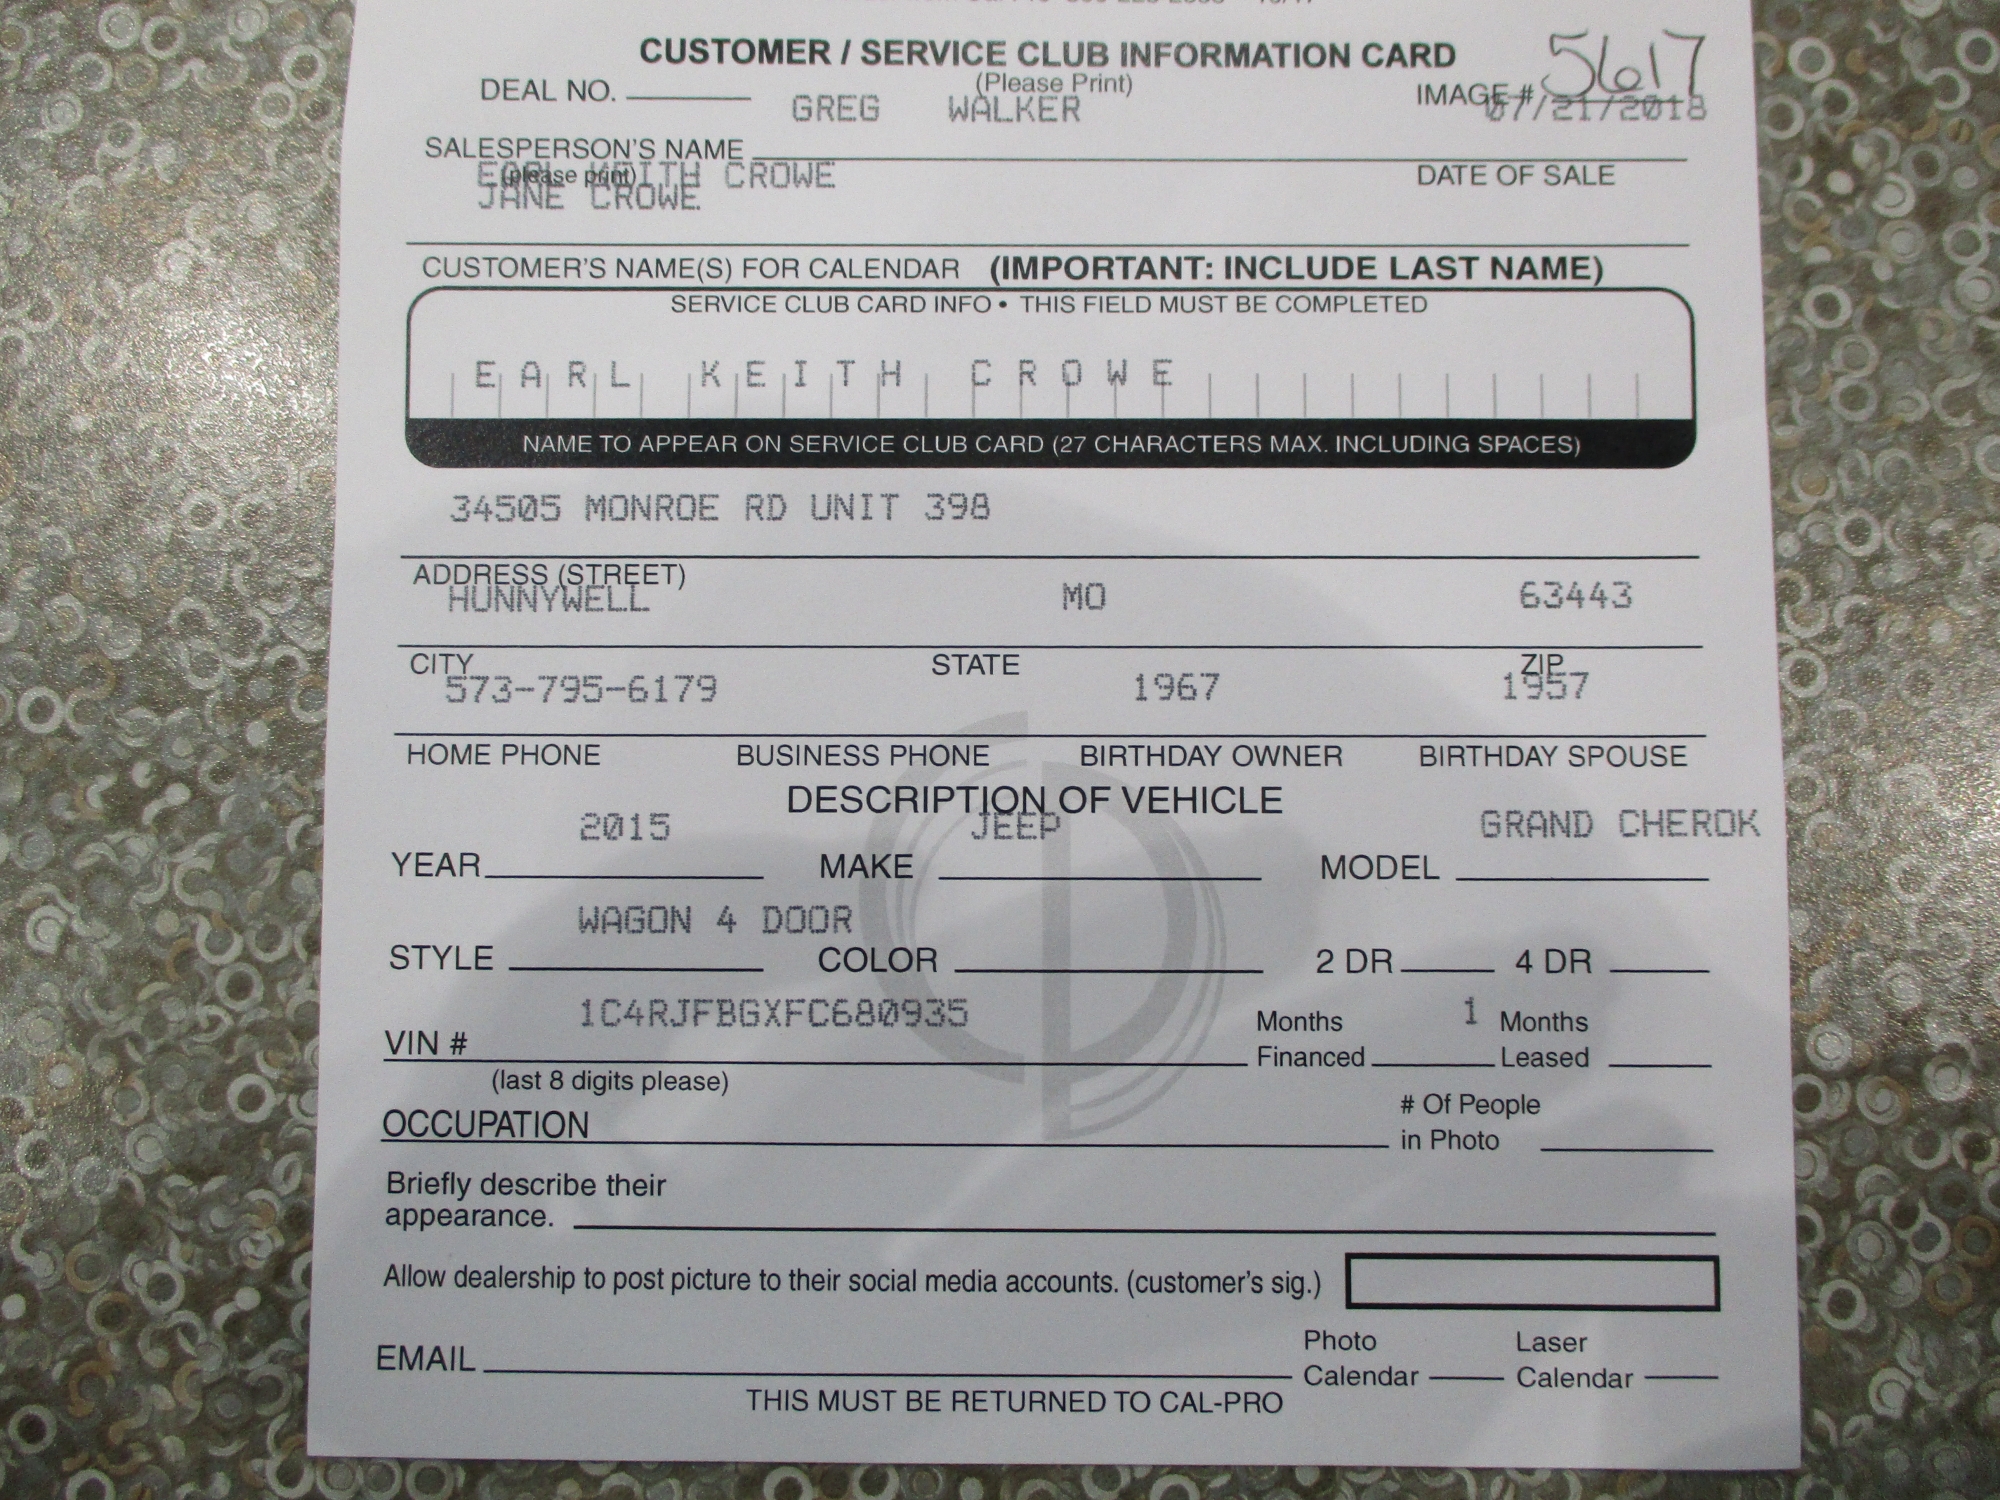 CUSTOMER / SERVICE CLUB INFORMATION CARD
(Please Print)
DEAL NO. IMAGE # 5617
GREG WALKER 07/21/2018
SALESPERSON'S NAME
(please print) DATE OF SALE
EARL KEITH CROWE
JANE CROWE
CUSTOMER'S NAME(S) FOR CALENDAR (IMPORTANT: INCLUDE LAST NAME)
SERVICE CLUB CARD INFO • THIS FIELD MUST BE COMPLETED
EARL KEITH CROWE
NAME TO APPEAR ON SERVICE CLUB CARD (27 CHARACTERS MAX. INCLUDING SPACES)
34505 MONROE RD UNIT 398
ADDRESS (STREET)
HUNNYWELL MO 63443
CITY STATE ZIP
573-795-6179 1967 1957
HOME PHONE BUSINESS PHONE BIRTHDAY OWNER BIRTHDAY SPOUSE
DESCRIPTION OF VEHICLE
2015 JEEP GRAND CHEROK
YEAR MAKE MODEL
WAGON 4 DOOR
STYLE COLOR 2 DR 4 DR
1C4RJFBGXFC680935 1
VIN # Months Financed Months Leased
(last 8 digits please)
OCCUPATION # Of People in Photo
Briefly describe their
appearance.
Allow dealership to post picture to their social media accounts. (customer's sig.)
EMAIL Photo Calendar Laser Calendar
THIS MUST BE RETURNED TO CAL-PRO